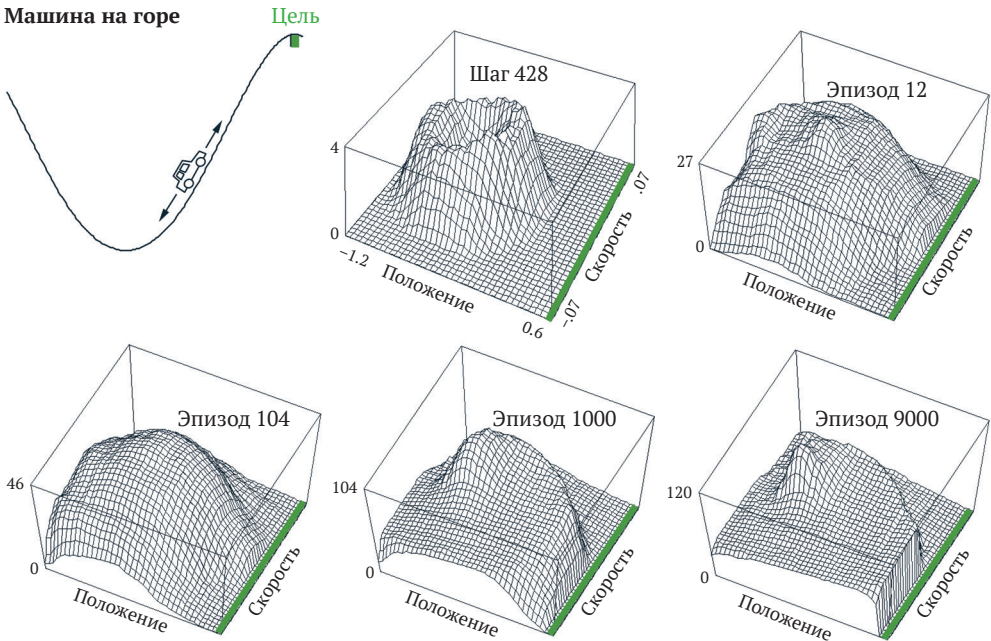 Машина на горе
Цель
Шаг 428
4
0
–1.2
Положение
0.6
–.07
Скорость
.07
Эпизод 12
27
0
Положение
Скорость
Эпизод 104
46
0
Положение
Скорость
Эпизод 1000
104
0
Положение
Скорость
Эпизод 9000
120
0
Положение
Скорость